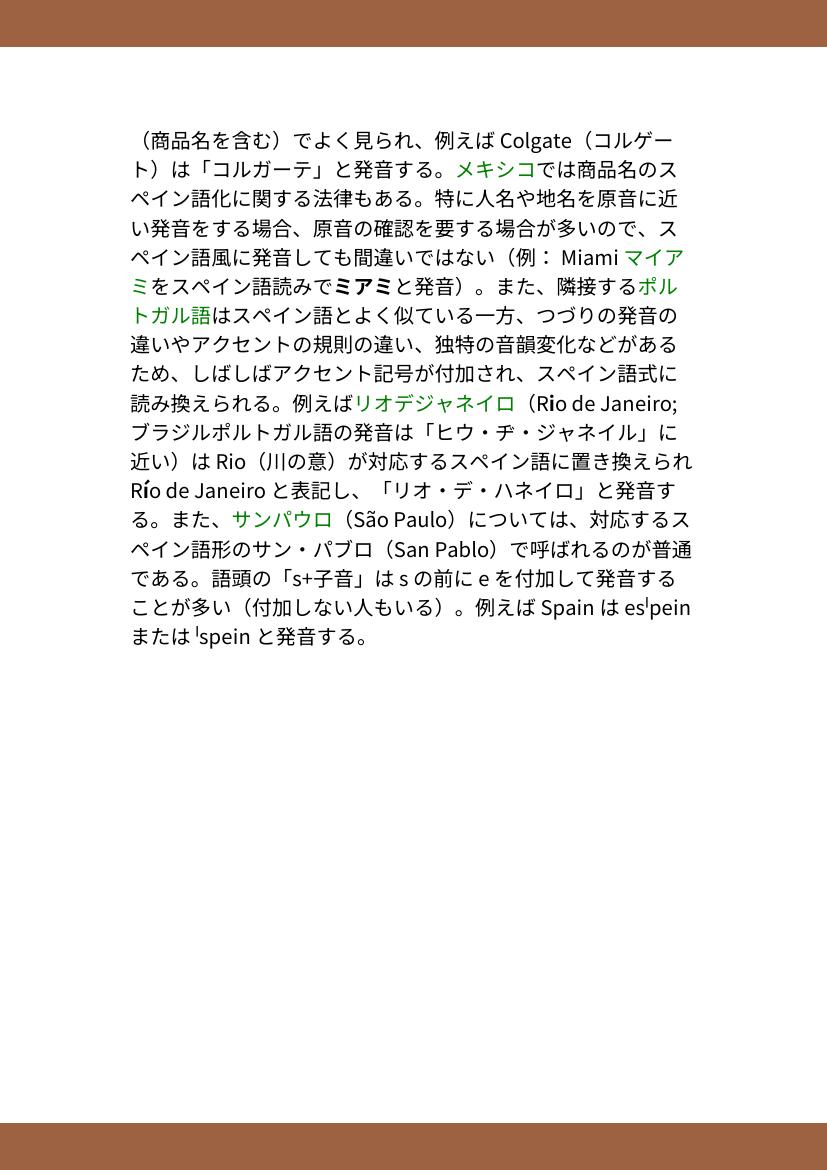 （商品名を含む）でよく見られ、例えば Colgate（コルゲー
ト）は「コルガーテ」と発音する。メキシコでは商品名のス
ペイン語化に関する法律もある。特に人名や地名を原音に近
い発音をする場合、原音の確認を要する場合が多いので、ス
ペイン語風に発音しても間違いではない（例： Miami マイア
ミをスペイン語読みでミアミと発音）。また、隣接するポル
トガル語はスペイン語とよく似ている一方、つづりの発音の
違いやアクセントの規則の違い、独特の音韻変化などがある
ため、しばしばアクセント記号が付加され、スペイン語式に
読み換えられる。例えばリオデジャネイロ（Rio de Janeiro;
ブラジルポルトガル語の発音は「ヒウ・ヂ・ジャネイル」に
近い）は Rio（川の意）が対応するスペイン語に置き換えられ
Río de Janeiro と表記し、「リオ・デ・ハネイロ」と発音す
る。また、サンパウロ（São Paulo）については、対応するス
ペイン語形のサン・パブロ（San Pablo）で呼ばれるのが普通
である。語頭の「s+子音」は s の前に e を付加して発音する
ことが多い（付加しない人もいる）。例えば Spain は esˈpein
または ˈspein と発音する。